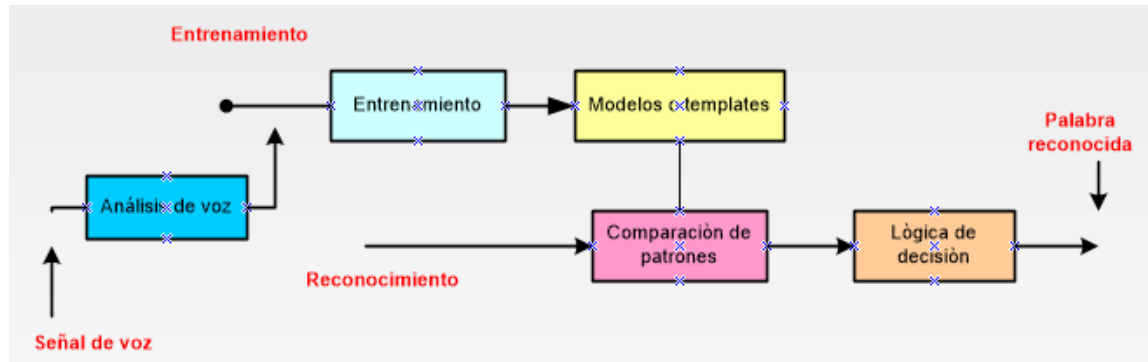 Entrenamiento
Entrenamiento
Modelos o templates
Palabra
reconocida
Análisis de voz
Comparaciòn de
patrones
Lògica de
decisiòn
Reconocimiento
Señal de voz